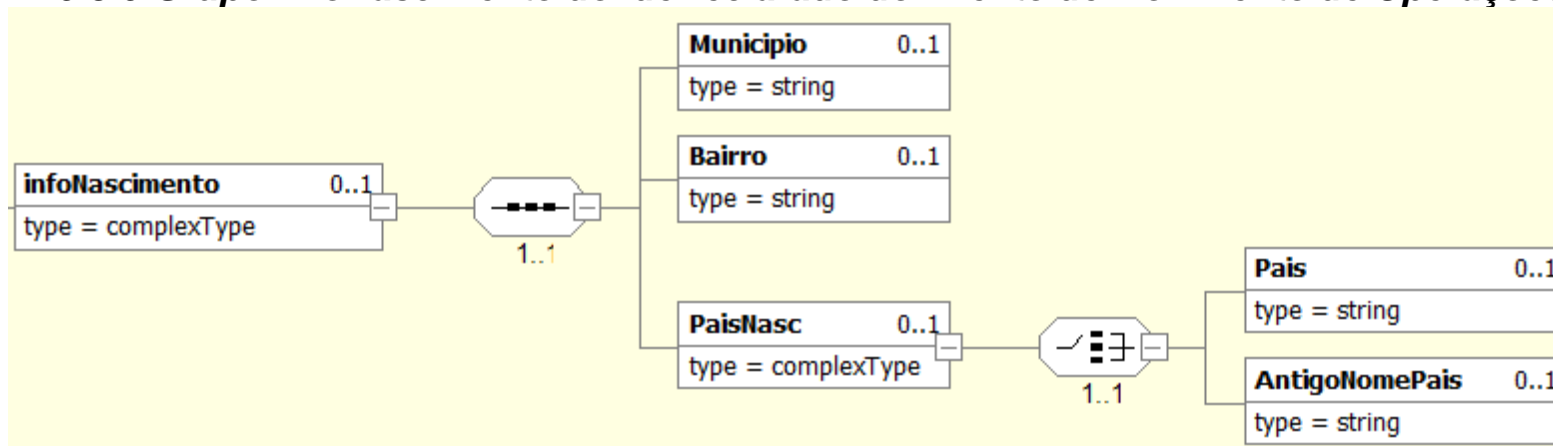 Municipio 0..1
type = string
Bairro 0..1
type = string
infoNascimento 0..1
type = complexType
1..1
Pais 0..1
type = string
PaisNasc 0..1
type = complexType
1..1
AntigoNomePais 0..1
type = string